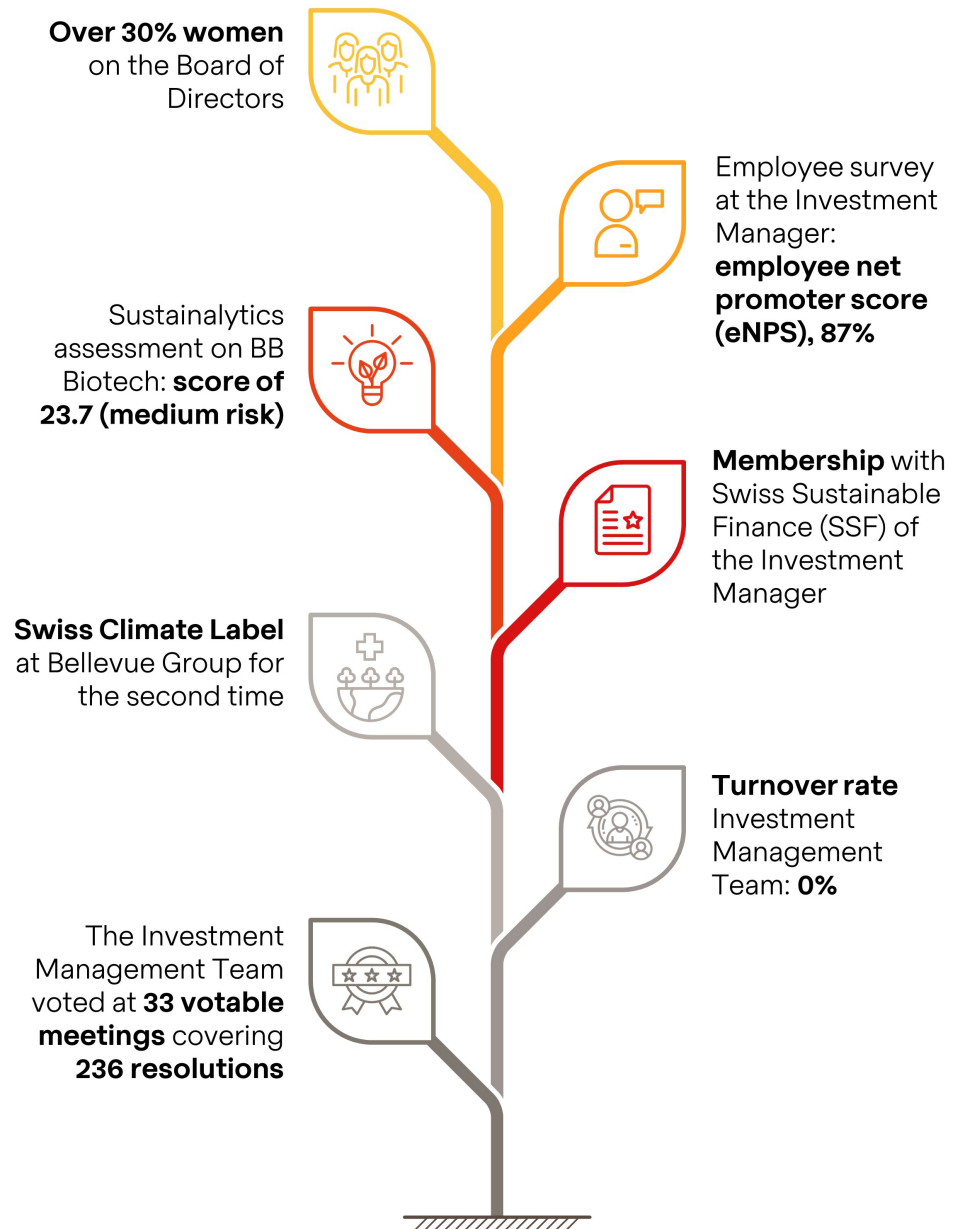 Over 30% women
on the Board of
Directors
Employee survey
at the Investment
Manager:
employee net
promoter score
(eNPS), 87%
Sustainalytics
assessment on BB
Biotech: score of
23.7 (medium risk)
Membership with
Swiss Sustainable
Finance (SSF) of
the Investment
Manager
Swiss Climate Label
at Bellevue Group for
the second time
Turnover rate
Investment
Management
Team: 0%
The Investment
Management Team
voted at 33 votable
meetings covering
236 resolutions